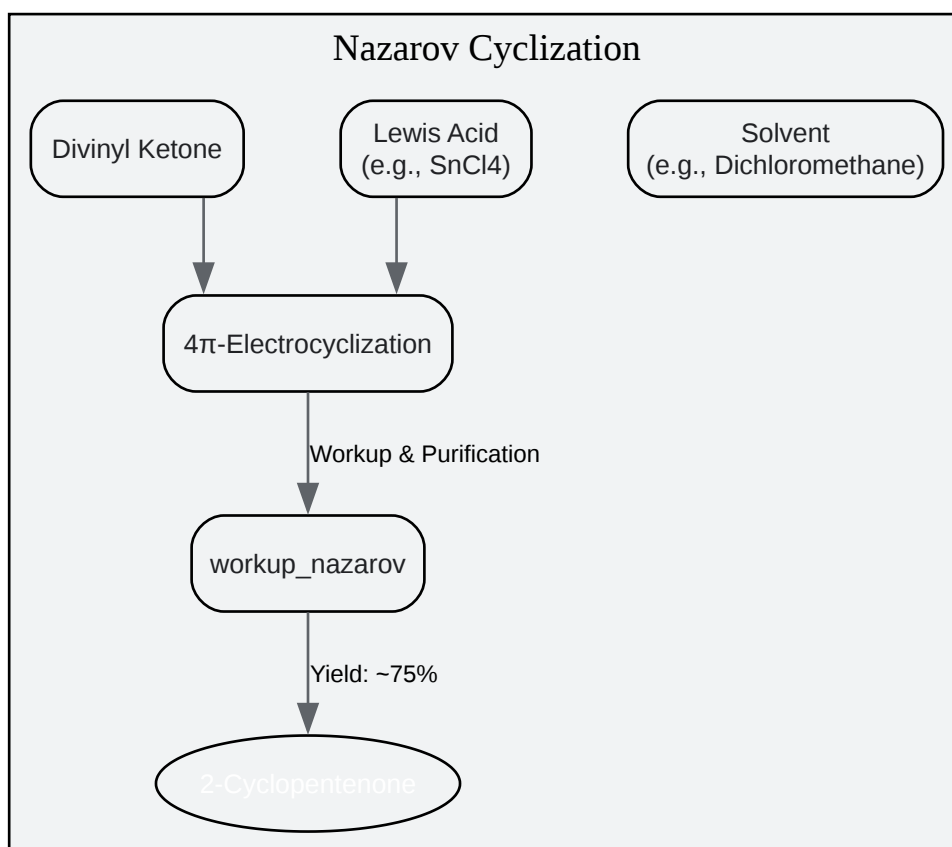 Nazarov Cyclization
Divinyl Ketone
Lewis Acid
(e.g., SnCl4)
Solvent
(e.g., Dichloromethane)
4π-Electrocyclization
Workup & Purification
workup_nazarov
Yield: ~75%
2-Cyclopentenone